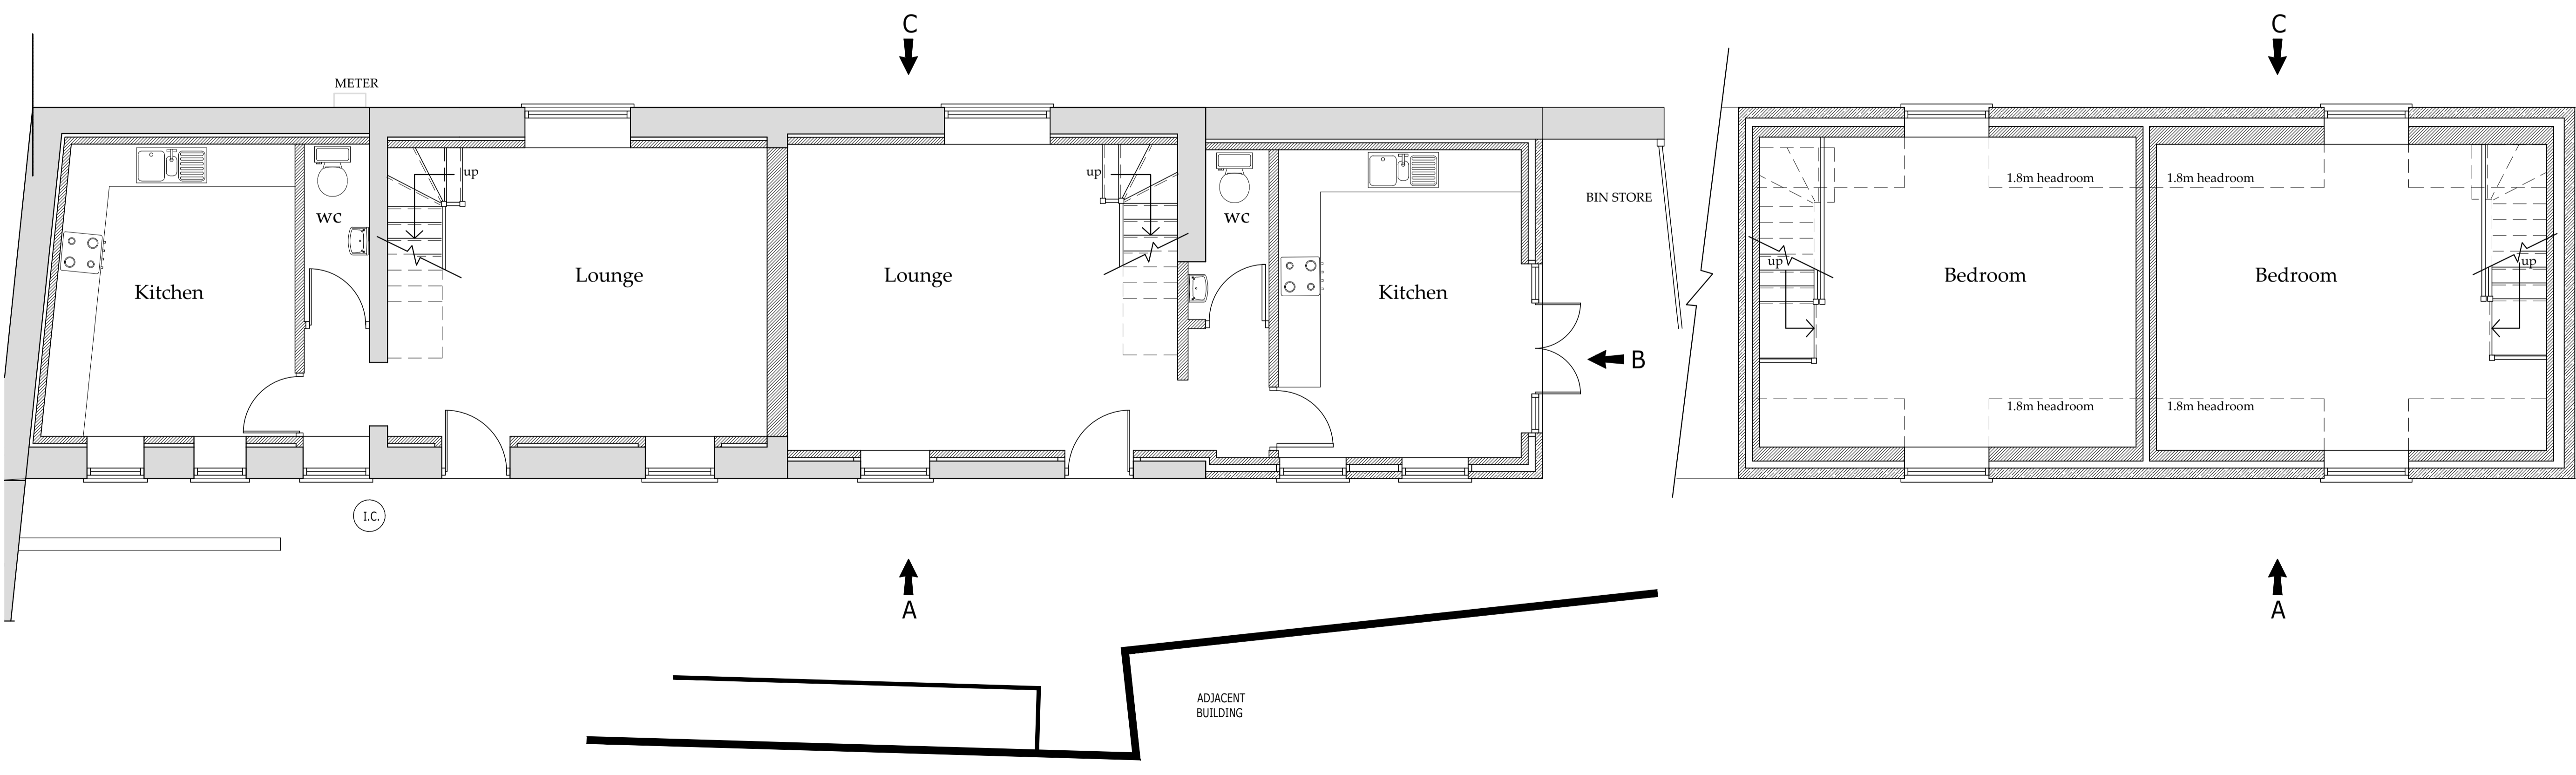 C
C
METER
up
up
BIN STORE
1.8m headroom
1.8m headroom
wc
wc
up
up
Kitchen
Lounge
Lounge
Kitchen
Bedroom
Bedroom
B
1.8m headroom
1.8m headroom
I.C.
A
A
ADJACENT
BUILDING